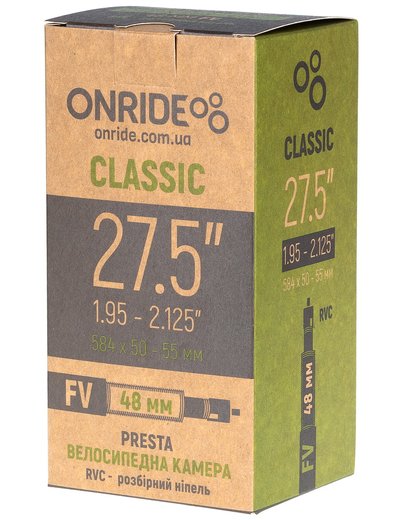 ONRIDE
onride.com.ua
CLASSIC
27.5"
1.95 - 2.125"
584 x 50 - 55 мм
FV
48 мм
PRESTA
ВЕЛОСИПЕДНА КАМЕРА
RVC - розбірний ніпель
CLASSIC
27.5"
1.95 - 2.125"
584 x 50 - 55 мм
RVC
48 мм
FV